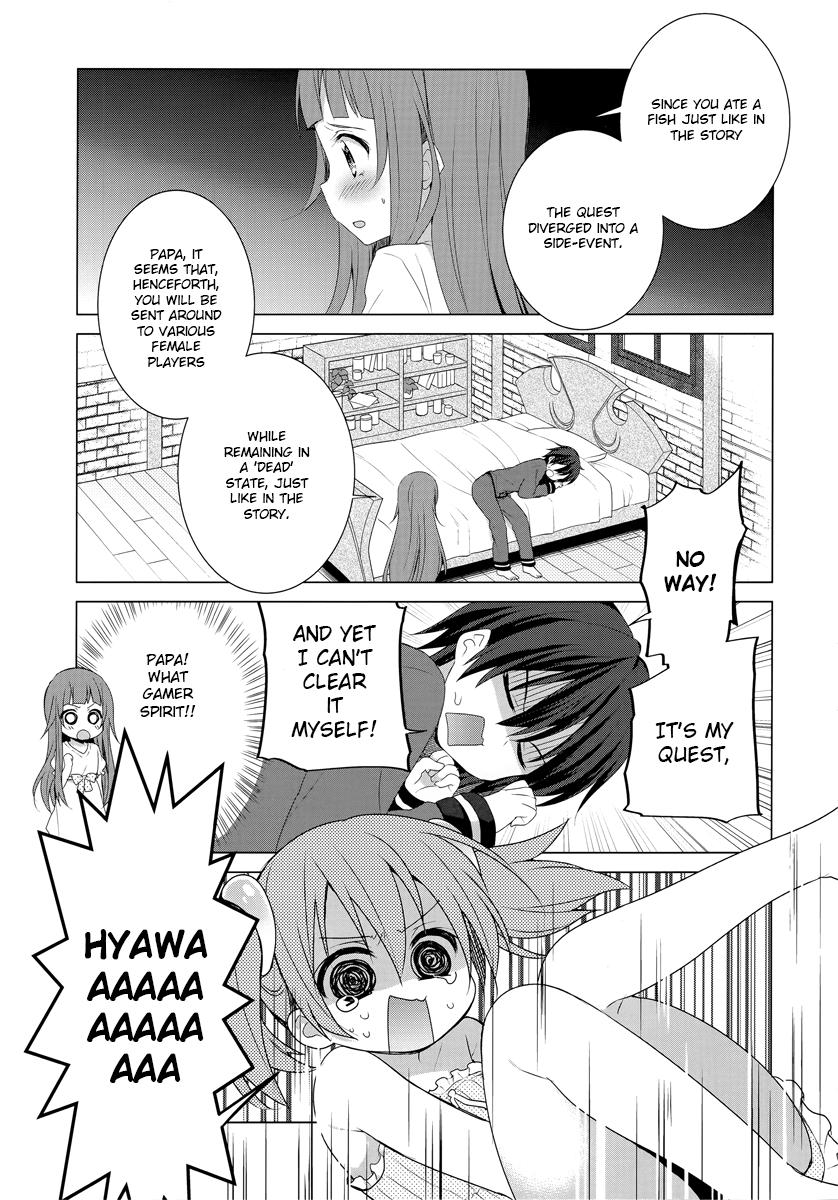 SINCE YOU ATE A
FISH JUST LIKE IN
THE STORY
THE QUEST
DIVERGED INTO A
SIDE-EVENT.
PAPA, IT
SEEMS THAT,
HENCEFORTH,
YOU WILL BE
SENT AROUND
TO VARIOUS
FEMALE
PLAYERS
WHILE
REMAINING IN
A 'DEAD'
STATE, JUST
LIKE IN THE
STORY.
NO
WAY!
IT'S MY
QUEST,
AND YET
I CAN'T
CLEAR
IT
MYSELF!
PAPA!
WHAT
GAMER
SPIRIT!!
HYAWA
AAAAA
AAAAA
AAA